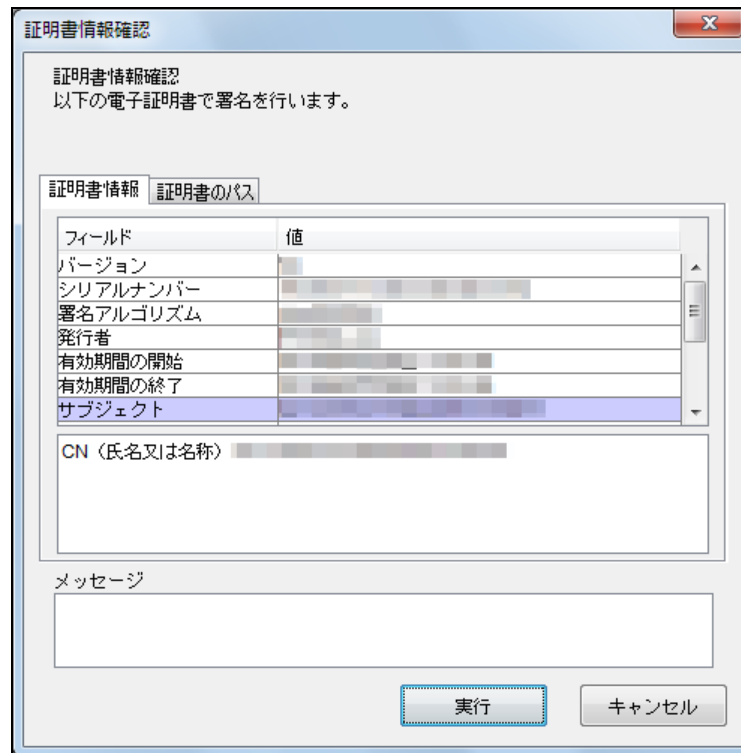 証明書情報確認
証明書情報確認
以下の電子証明書で署名を行います。
証明書情報 証明書のパス
フィールド 値
バージョン
シリアルナンバー
署名アルゴリズム
発行者
有効期間の開始
有効期間の終了
サブジェクト
CN（氏名又は名称）
メッセージ
実行 キャンセル